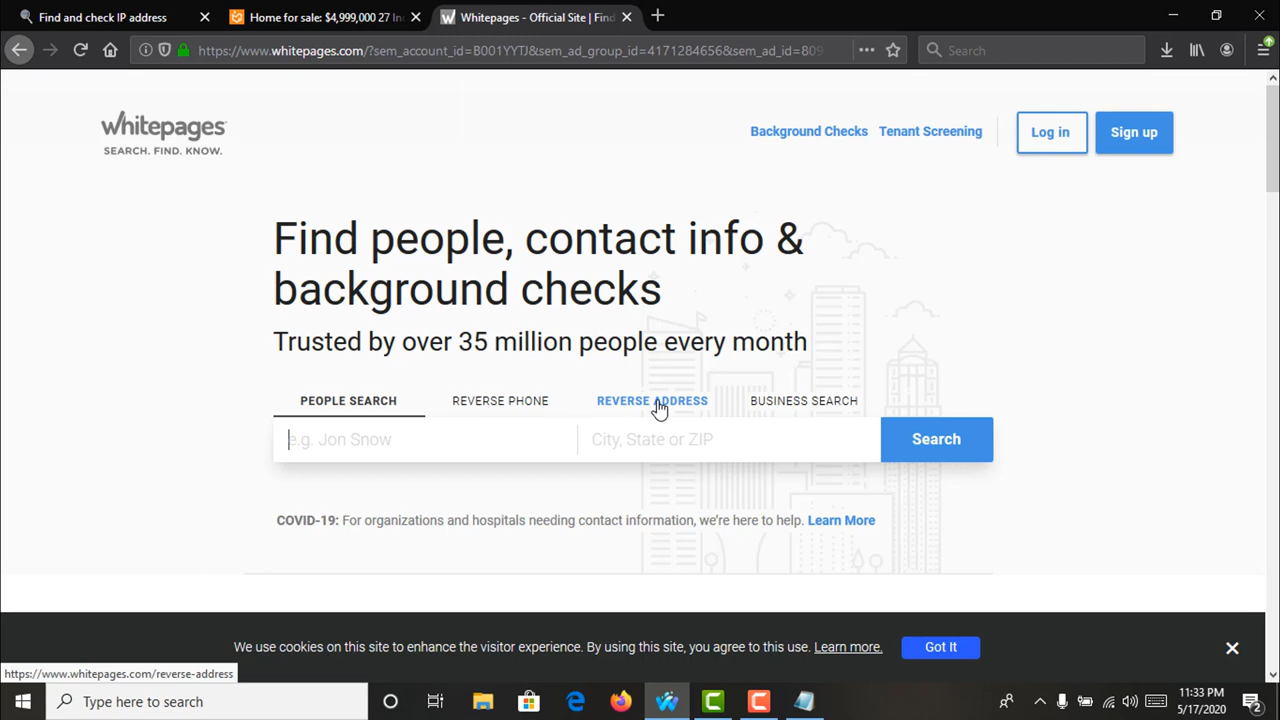 Find and check IP address
Home for sale: $4,999,000 27 In
Whitepages - Official Site | Find
https://www.whitepages.com/?sem_account_id=B001YYTJ&sem_ad_group_id=4171284656&sem_ad_id=809
Search
whitepages
SEARCH. FIND. KNOW.
Background Checks
Tenant Screening
Log in
Sign up
Find people, contact info &
background checks
Trusted by over 35 million people every month
PEOPLE SEARCH
REVERSE PHONE
REVERSE ADDRESS
BUSINESS SEARCH
e.g. Jon Snow
City, State or ZIP
Search
COVID-19: For organizations and hospitals needing contact information, we're here to help. Learn More
We use cookies on this site to enhance the visitor experience. By using this site, you agree to this use. Learn more.
Got It
https://www.whitepages.com/reverse-address
Type here to search
11:33 PM
5/17/2020
2